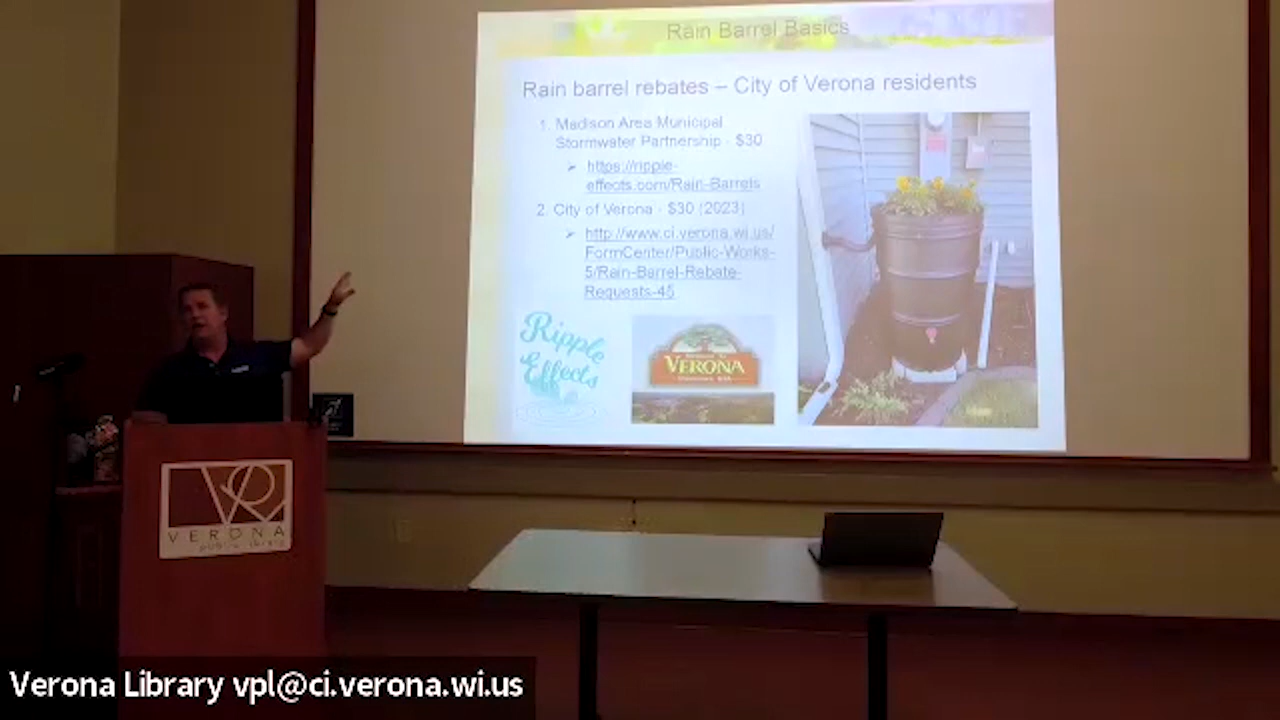 Rain Barrel Basics
Rain barrel rebates – City of Verona residents
1. Madison Area Municipal
Stormwater Partnership - $30
https://ripple-
effects.com/Rain-Barrels
2. City of Verona - $30 (2023)
http://www.ci.verona.wi.us/
FormCenter/Public-Works-
5/Rain-Barrel-Rebate-
Requests-45
Ripple
Effects
VERONA
VERONA
public library
Verona Library vpl@ci.verona.wi.us